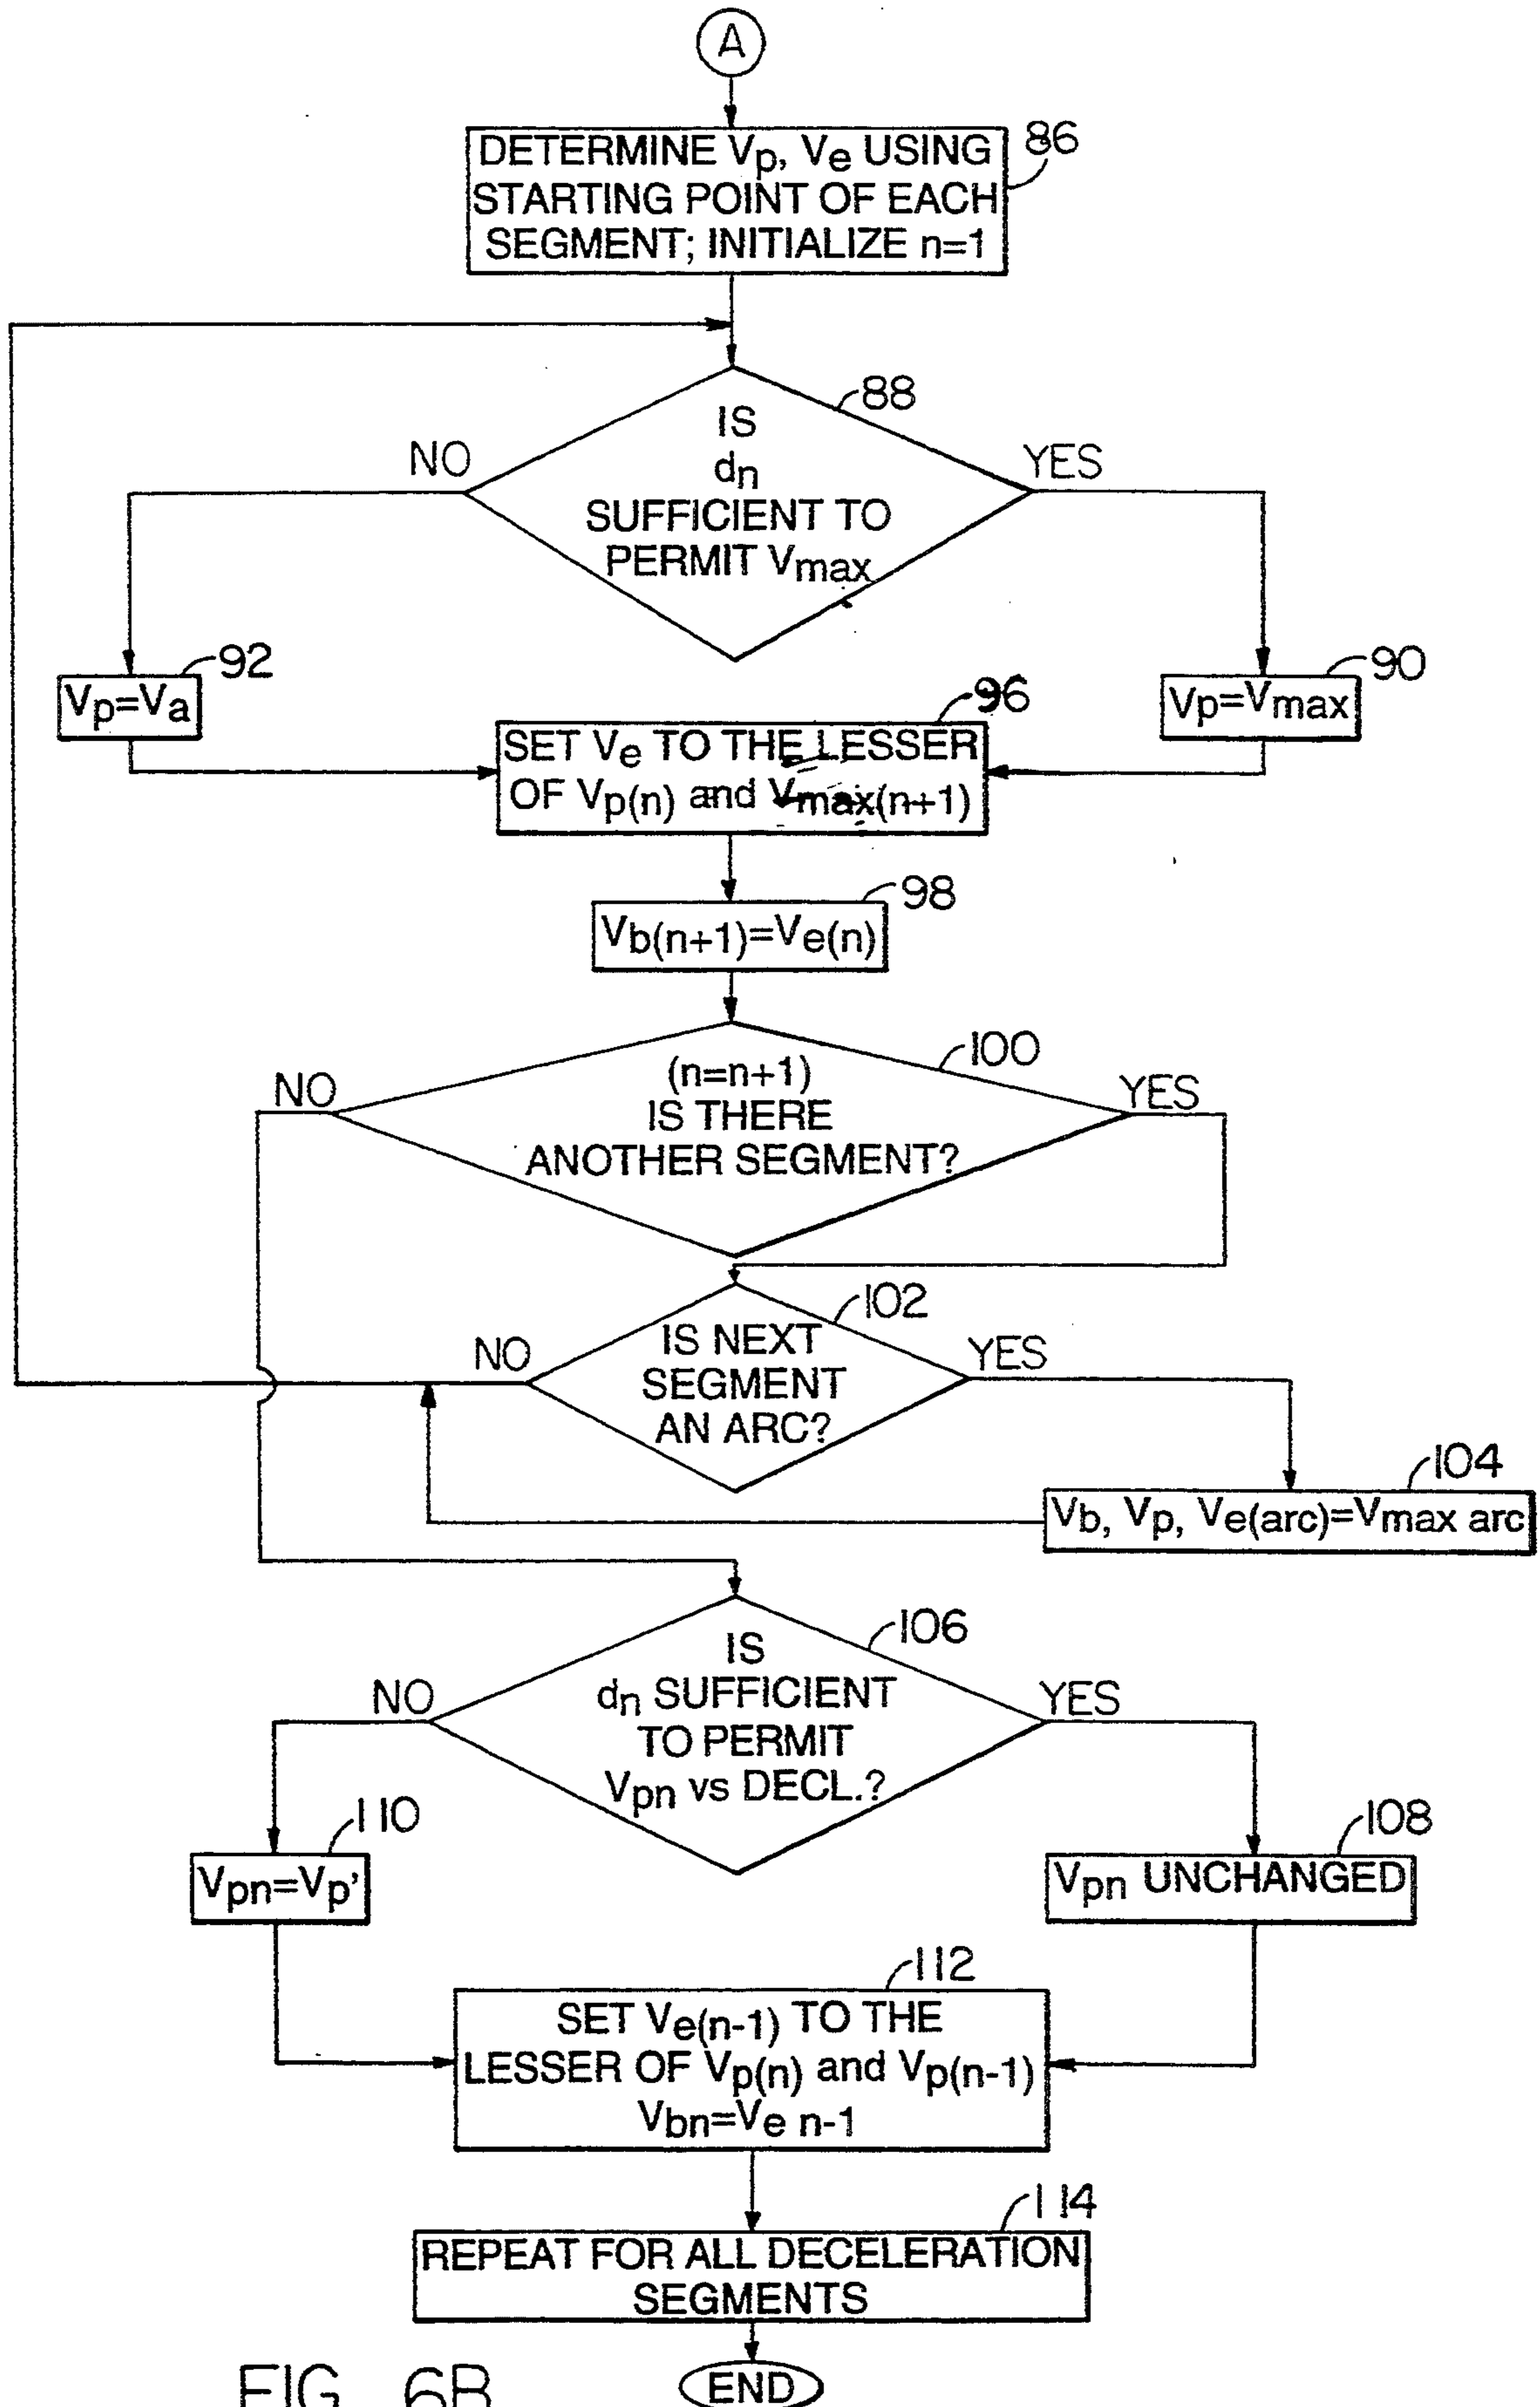 A
DETERMINE Vp, Ve USING
STARTING POINT OF EACH
SEGMENT; INITIALIZE n=1
86
88
IS
dn
SUFFICIENT TO
PERMIT Vmax
NO
YES
92
Vp=Va
90
Vp=Vmax
96
SET Ve TO THE LESSER
OF Vp(n) and Vmax(n+1)
98
Vb(n+1)=Ve(n)
100
(n=n+1)
IS THERE
ANOTHER SEGMENT?
NO
YES
102
IS NEXT
SEGMENT
AN ARC?
NO
YES
104
Vb, Vp, Ve(arc)=Vmax arc
106
IS
dn SUFFICIENT
TO PERMIT
Vpn vs DECL.?
NO
YES
110
Vpn=Vp'
108
Vpn UNCHANGED
112
SET Ve(n-1) TO THE
LESSER OF Vp(n) and Vp(n-1)
Vbn=Ve n-1
114
REPEAT FOR ALL DECELERATION
SEGMENTS
END
FIG. 6B